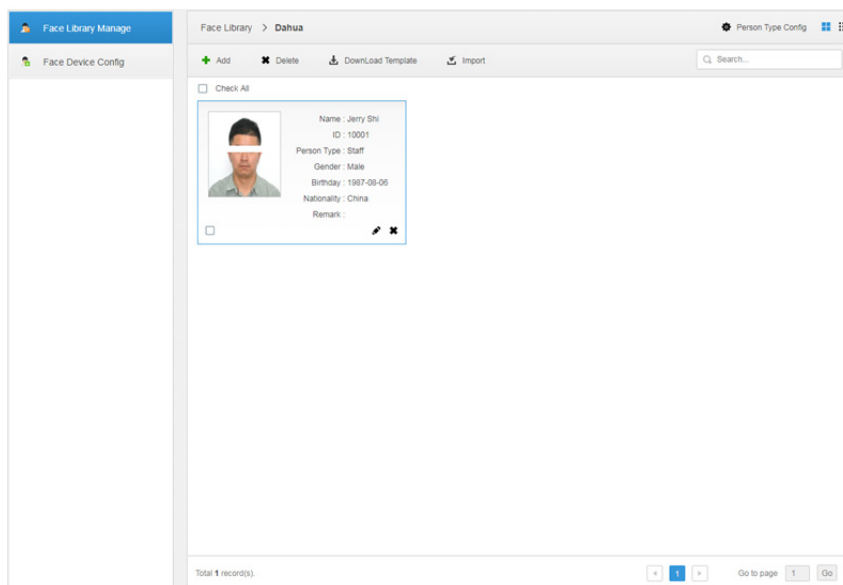 Face Library Manage
Face Device Config
Face Library > Dahua
Person Type Config
Add
Delete
DownLoad Template
Import
Search...
Check All
Name : Jerry Shi
ID : 10001
Person Type : Staff
Gender : Male
Birthday : 1987-08-06
Nationality : China
Remark :
Total 1 record(s).
1
Go to page 1 Go